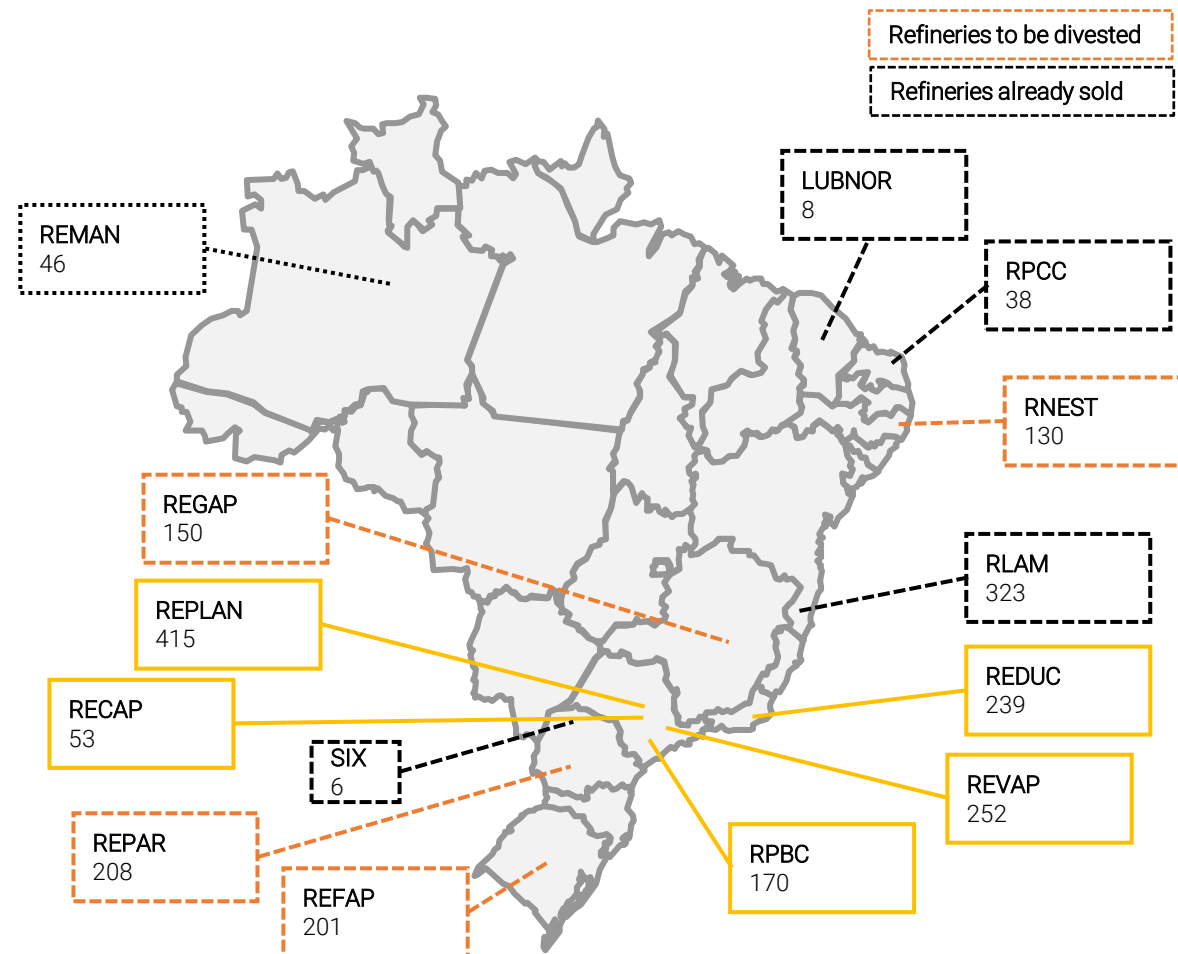 Refineries to be divested
Refineries already sold
LUBNOR
8
REMAN
46
RPCC
38
RNEST
130
REGAP
150
RLAM
323
REPLAN
415
REDUC
239
RECAP
53
SIX
6
REVAP
252
REPAR
208
RPBC
170
REFAP
201